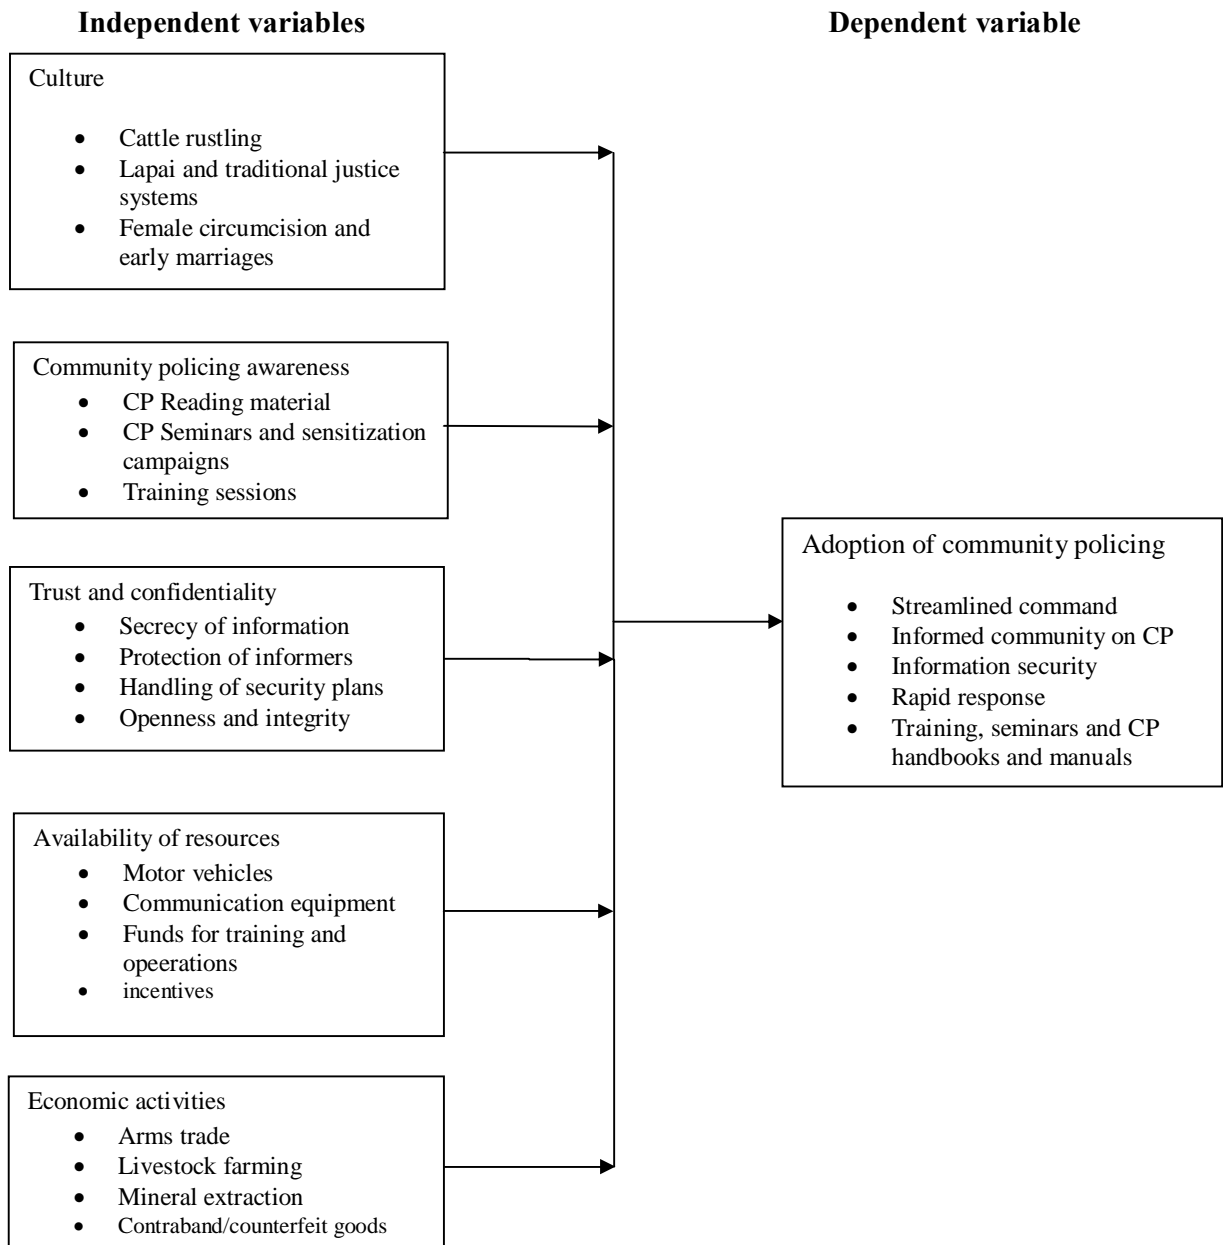 Independent variables
Dependent variable
Culture
• Cattle rustling
• Lapai and traditional justice
systems
• Female circumcision and
early marriages
Community policing awareness
• CP Reading material
• CP Seminars and sensitization
campaigns
• Training sessions
Trust and confidentiality
• Secrecy of information
• Protection of informers
• Handling of security plans
• Openness and integrity
Availability of resources
• Motor vehicles
• Communication equipment
• Funds for training and
opeerations
• incentives
Economic activities
• Arms trade
• Livestock farming
• Mineral extraction
• Contraband/counterfeit goods
Adoption of community policing
• Streamlined command
• Informed community on CP
• Information security
• Rapid response
• Training, seminars and CP
handbooks and manuals